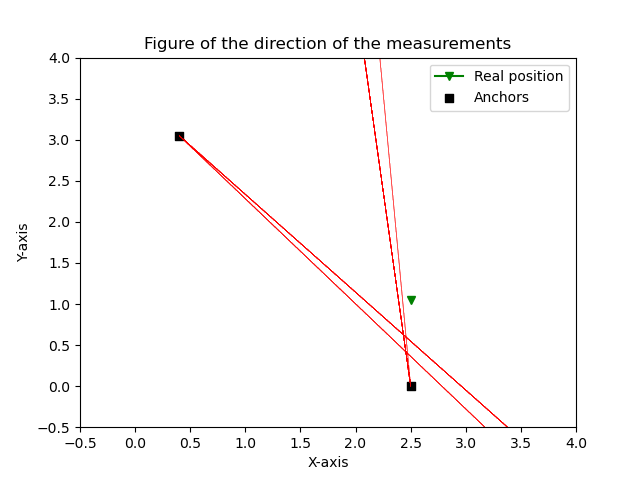 Figure of the direction of the measurements
Real position
Anchors
4.0
3.5
3.0
2.5
2.0
1.5
1.0
0.5
0.0
−0.5
Y-axis
−0.5 0.0 0.5 1.0 1.5 2.0 2.5 3.0 3.5 4.0
X-axis